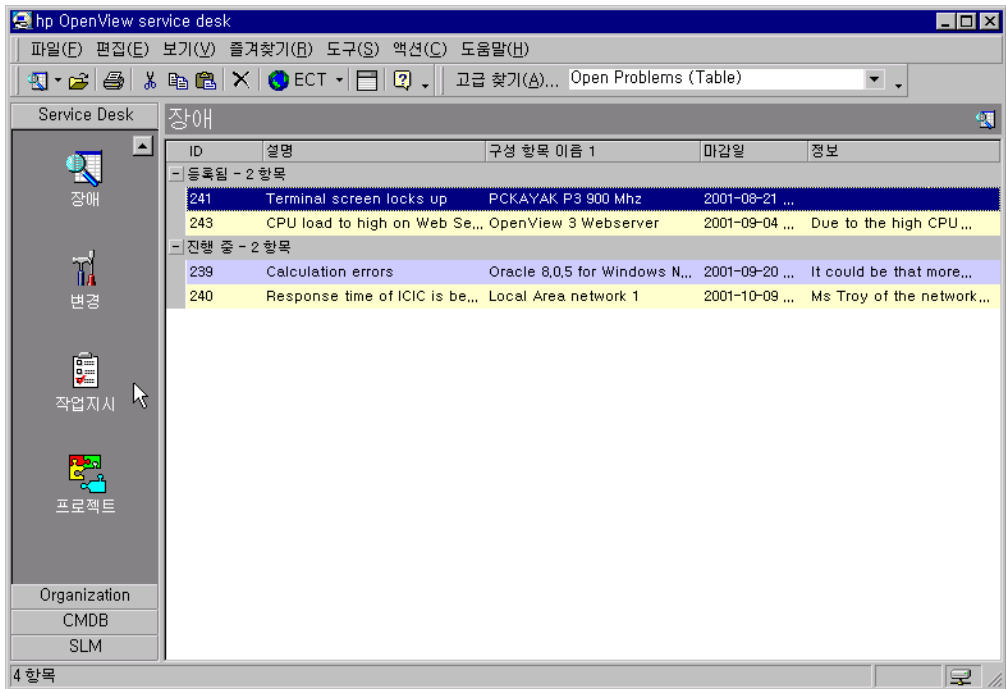 hp OpenView service desk
파일(F) 편집(E) 보기(V) 즐겨찾기(R) 도구(S) 액션(C) 도움말(H)
ECT 고급 찾기(A)... Open Problems (Table)
Service Desk
장애
변경
작업지시
프로젝트
Organization
CMDB
SLM
장애
ID 설명 구성 항목 이음 1 마감일 정보
등록됨 - 2 항목
241 Terminal screen locks up PCKAYAK P3 900 Mhz 2001-08-21 ...
243 CPU load to high on Web Se... OpenView 3 Webserver 2001-09-04 ... Due to the high CPU...
진행 중 - 2 항목
239 Calculation errors Oracle 8.0.5 for Windows N... 2001-09-20 ... It could be that more...
240 Response time of ICIC is be... Local Area network 1 2001-10-09 ... Ms Troy of the network...
4 항목